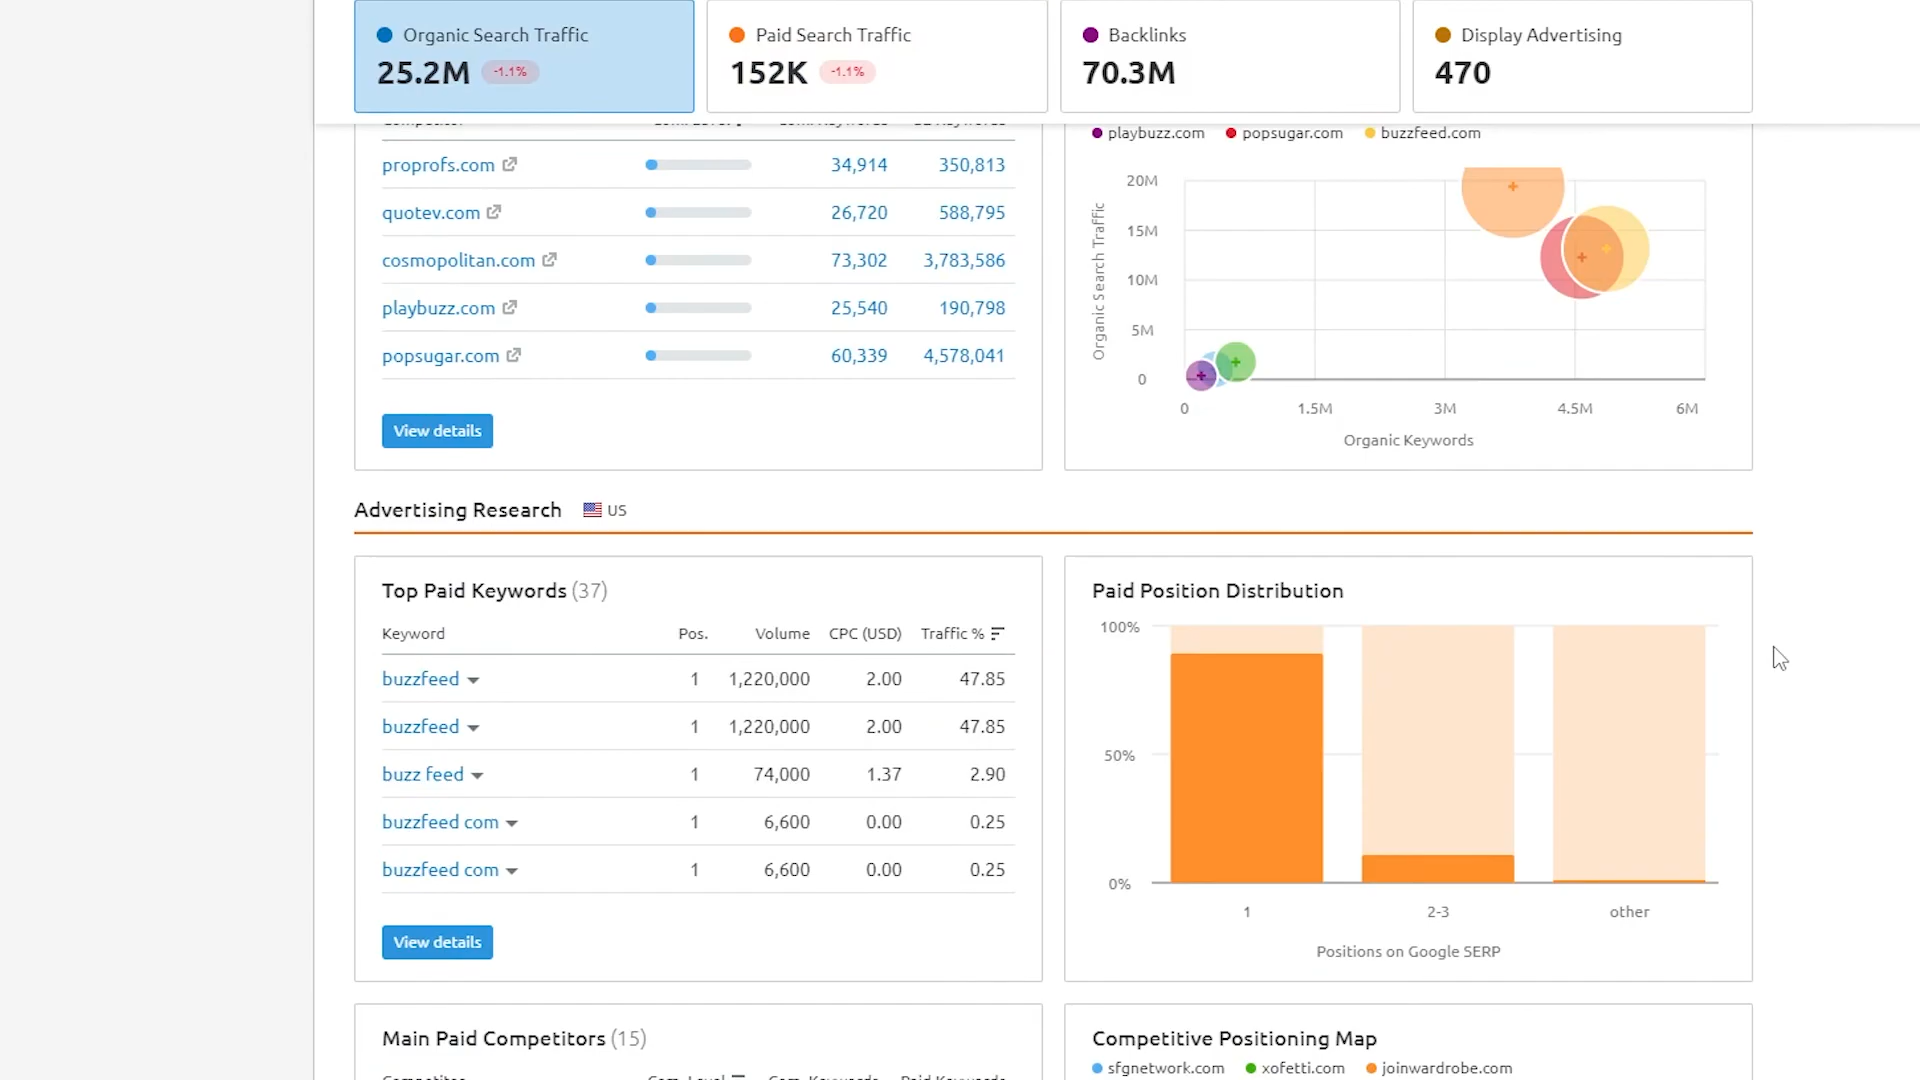 Organic Search Traffic
25.2M -1.1%
Paid Search Traffic
152K -1.1%
Backlinks
70.3M
Display Advertising
470
proprofs.com 34,914 350,813
quotev.com 26,720 588,795
cosmopolitan.com 73,302 3,783,586
playbuzz.com 25,540 190,798
popsugar.com 60,339 4,578,041
View details
playbuzz.com popsugar.com buzzfeed.com
Organic Search Traffic
20M
15M
10M
5M
0
0 1.5M 3M 4.5M 6M
Organic Keywords
Advertising Research US
Top Paid Keywords (37)
Keyword Pos. Volume CPC (USD) Traffic %
buzzfeed 1 1,220,000 2.00 47.85
buzzfeed 1 1,220,000 2.00 47.85
buzz feed 1 74,000 1.37 2.90
buzzfeed com 1 6,600 0.00 0.25
buzzfeed com 1 6,600 0.00 0.25
View details
Paid Position Distribution
100%
50%
0%
1 2-3 other
Positions on Google SERP
Main Paid Competitors (15)
Competitive Positioning Map
sfgnetwork.com xofetti.com joinwardrobe.com